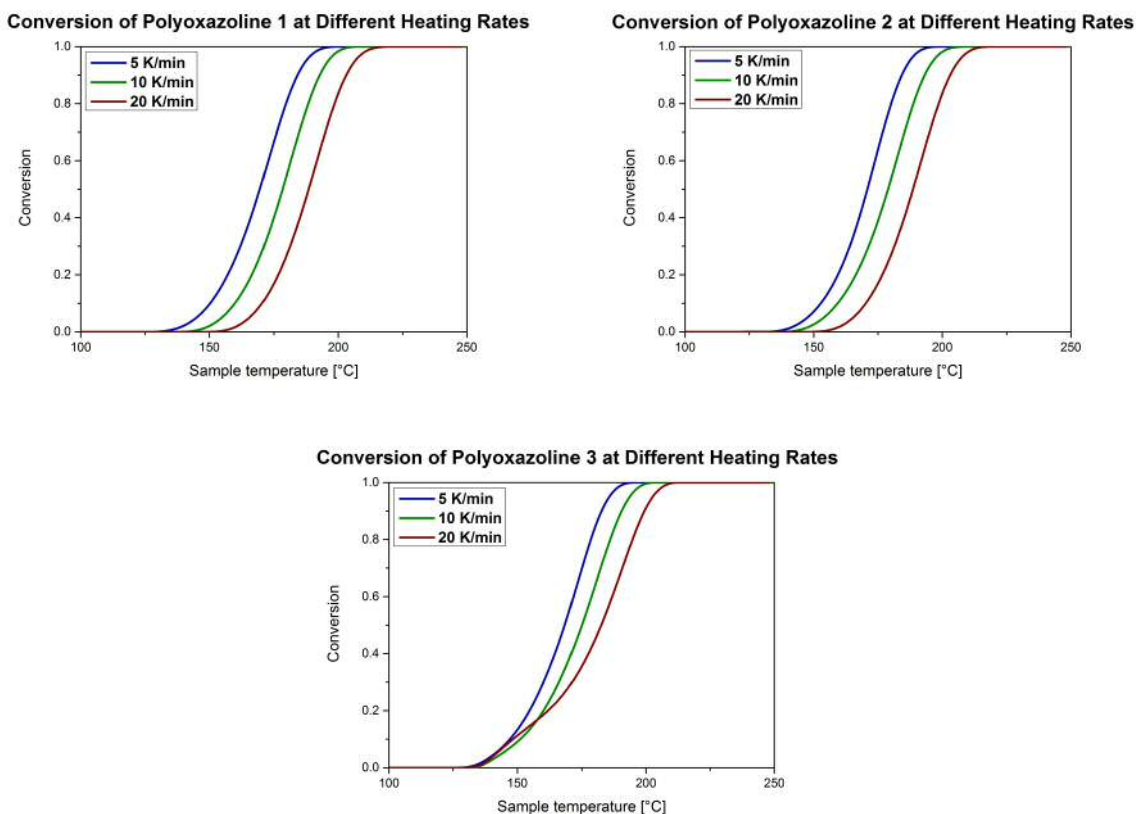 Conversion of Polyoxazoline 1 at Different Heating Rates
1.0
0.8
0.6
0.4
0.2
0.0
Conversion
5 K/min
10 K/min
20 K/min
100
150
200
250
Sample temperature [°C]
Conversion of Polyoxazoline 2 at Different Heating Rates
1.0
0.8
0.6
0.4
0.2
0.0
Conversion
5 K/min
10 K/min
20 K/min
100
150
200
250
Sample temperature [°C]
Conversion of Polyoxazoline 3 at Different Heating Rates
1.0
0.8
0.6
0.4
0.2
0.0
Conversion
5 K/min
10 K/min
20 K/min
100
150
200
250
Sample temperature [°C]